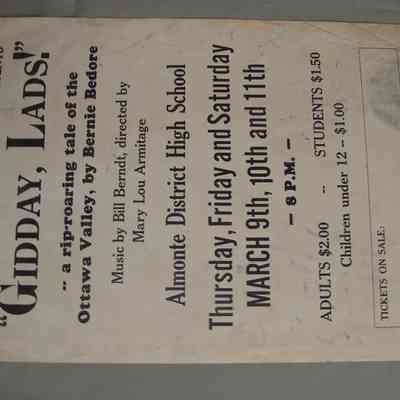 "GIDDAY, LADS!"
-- a rip-roaring tale of the
Ottawa Valley, by Bernie Bedore
Music by Bill Berndt, directed by
Mary Lou Armitage
Almonte District High School
Thursday, Friday and Saturday
MARCH 9th, 10th and 11th
— 8 P.M. —
ADULTS $2.00 -- STUDENTS $1.50
Children under 12 -- $1.00
TICKETS ON SALE: